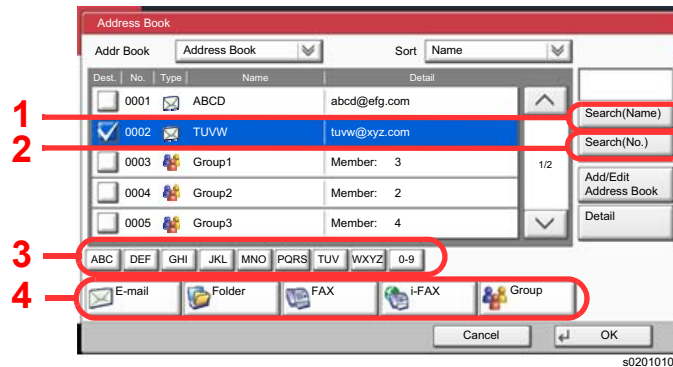 Address Book
Addr Book Address Book Sort Name
Dest. No. Type Name Detail
0001 ABCD abcd@efg.com
1 Search(Name)
0002 TUVW tuvw@xyz.com
2 Search(No.)
0003 Group1 Member: 3 1/2
Add/Edit
Address Book
0004 Group2 Member: 2
Detail
0005 Group3 Member: 4
3 ABC DEF GHI JKL MNO PQRS TUV WXYZ 0-9
4 E-mail Folder FAX i-FAX Group
Cancel OK
s0201010